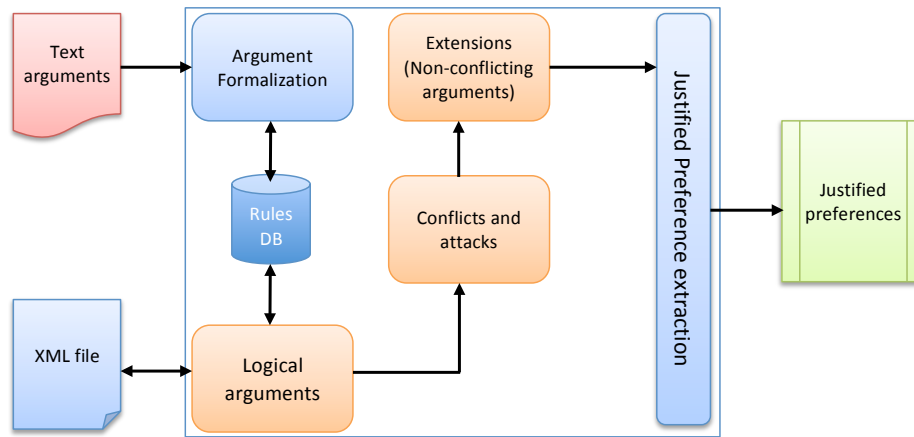 Text
arguments
Argument
Formalization
Rules
DB
XML file
Logical
arguments
Extensions
(Non-conflicting
arguments)
Conflicts and
attacks
Justified Preference extraction
Justified
preferences